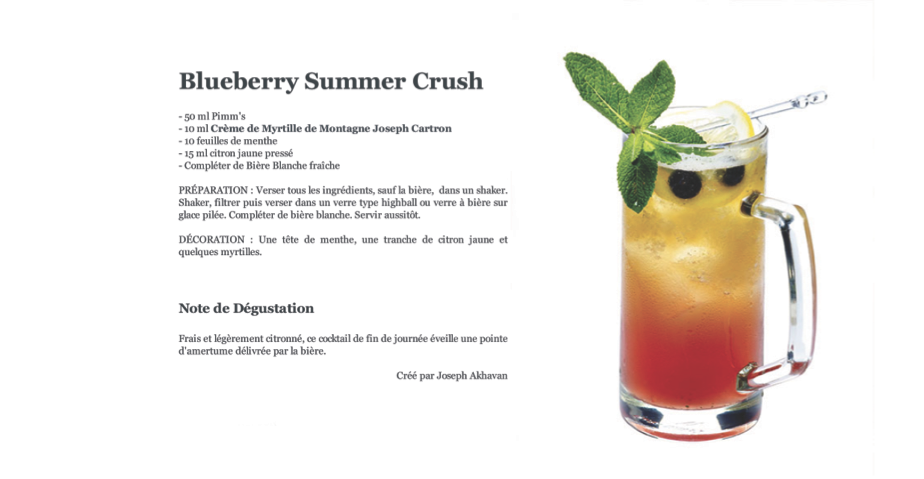 Blueberry Summer Crush
- 50 ml Pimm's
- 10 ml Crème de Myrtille de Montagne Joseph Cartron
- 10 feuilles de menthe
- 15 ml citron jaune pressé
- Compléter de Bière Blanche fraîche
PRÉPARATION : Verser tous les ingrédients, sauf la bière, dans un shaker.
Shaker, filtrer puis verser dans un verre type highball ou verre à bière sur
glace pilée. Compléter de bière blanche. Servir aussitôt.
DÉCORATION : Une tête de menthe, une tranche de citron jaune et
quelques myrtilles.
Note de Dégustation
Frais et légèrement citronné, ce cocktail de fin de journée éveille une pointe
d'amertume délivrée par la bière.
Créé par Joseph Akhavan